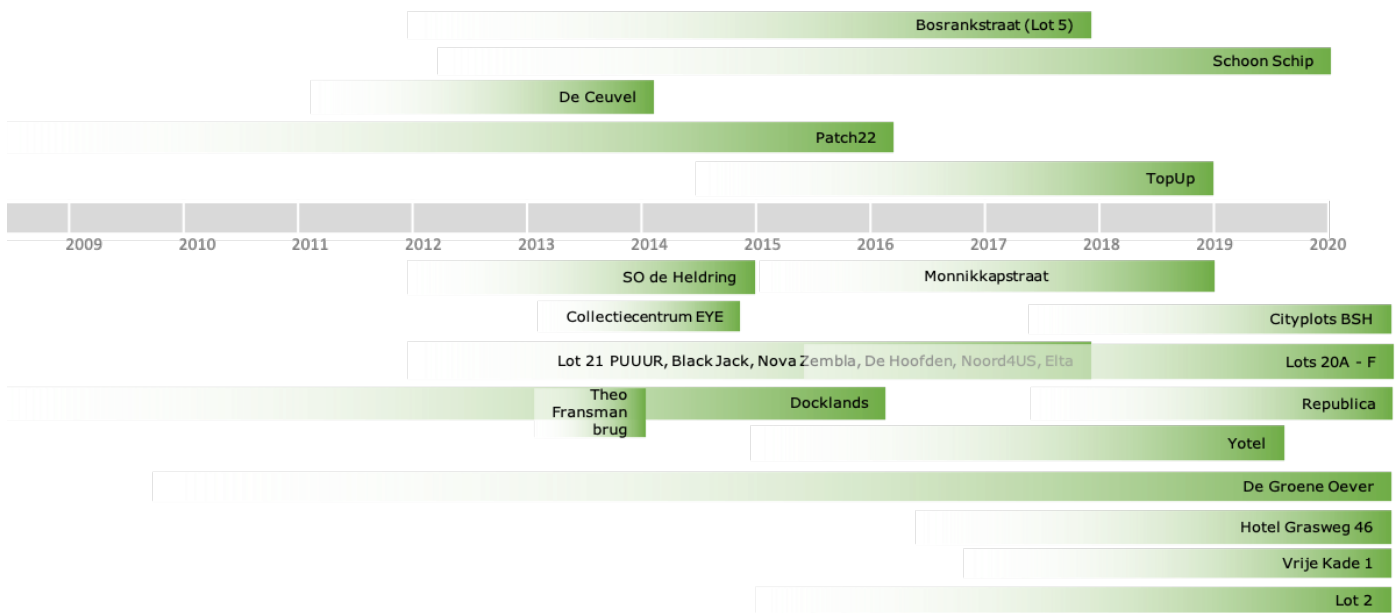 Bosrankstraat (Lot 5)
Schoon Schip
De Ceuvel
Patch22
TopUp
2009 2010 2011 2012 2013 2014 2015 2016 2017 2018 2019 2020
SO de Heldring Monnikkapstraat
Collectiecentrum EYE Cityplots BSH
Lot 21 PUUUR, Black Jack, Nova Zembla, De Hoofden, Noord4US, Elta Lots 20A - F
Theo
Fransman
brug
Docklands Republica
Yotel
De Groene Oever
Hotel Grasweg 46
Vrije Kade 1
Lot 2